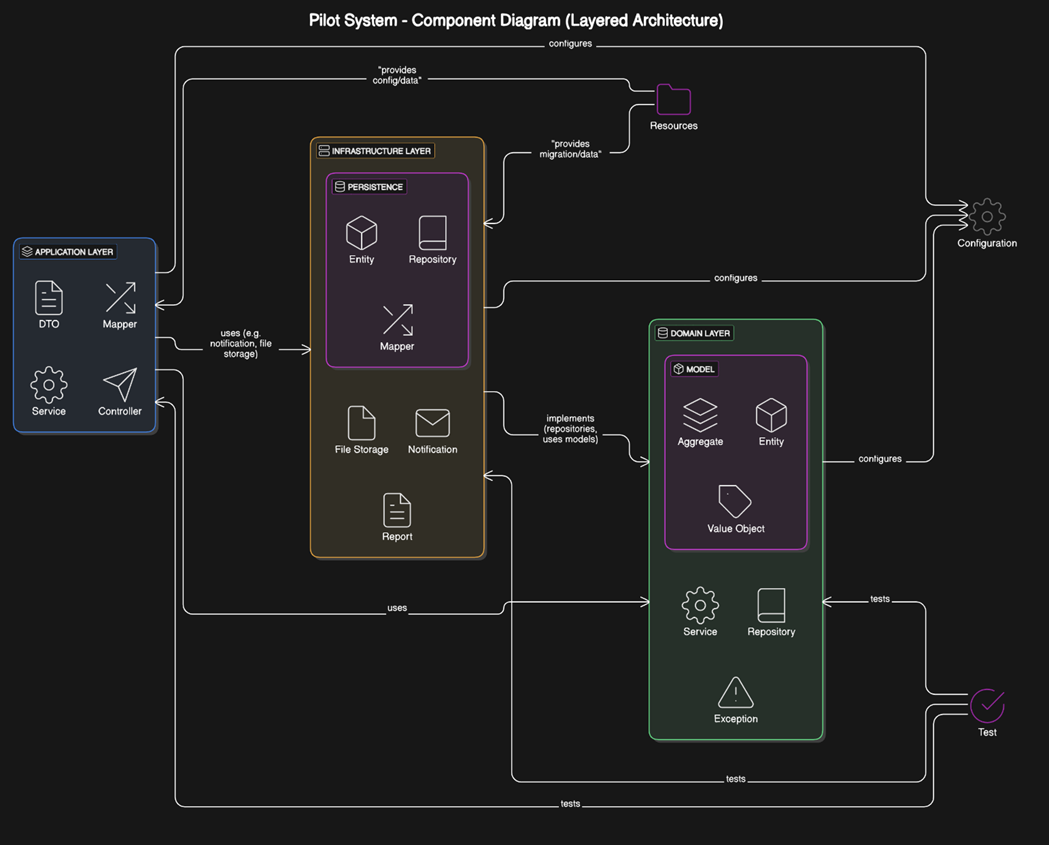 Pilot System - Component Diagram (Layered Architecture)
configures
"provides
config/data"
Resources
"provides
migration/data"
INFRASTRUCTURE LAYER
PERSISTENCE
Entity
Repository
Mapper
File Storage
Notification
Report
Configuration
APPLICATION LAYER
DTO
Mapper
Service
Controller
uses (e.g.
notification, file
storage)
configures
DOMAIN LAYER
MODEL
Aggregate
Entity
Value Object
Service
Repository
Exception
implements
(repositories,
uses models)
configures
uses
tests
Test
tests
tests